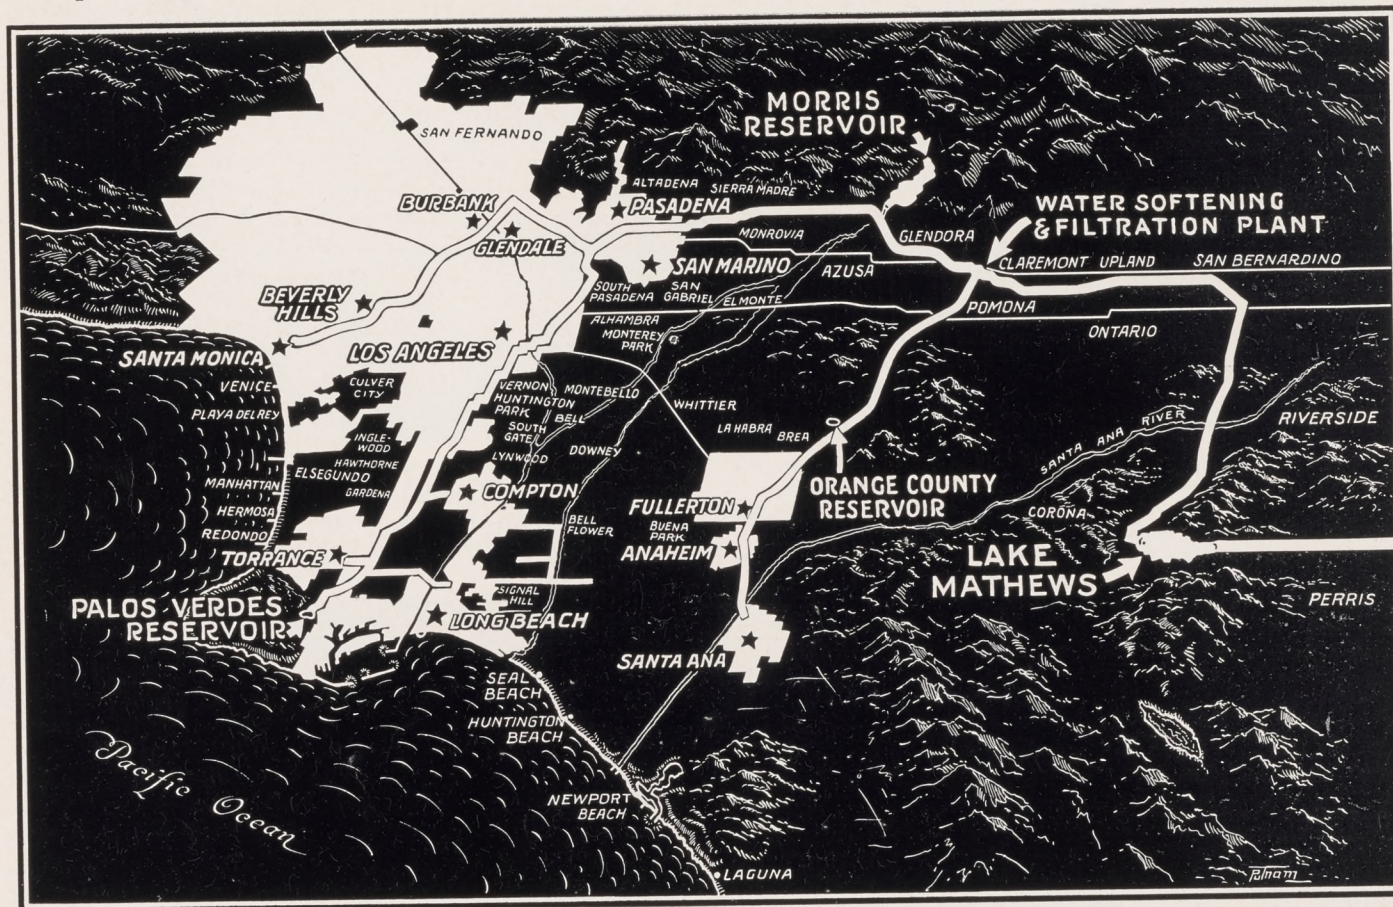 SAN FERNANDO
MORRIS
RESERVOIR
ALTADENA
SIERRA MADRE
BURBANK
PASADENA
GLENDALE
WATER SOFTENING
& FILTRATION PLANT
MONROVIA
GLENDORA
SAN MARINO
AZUSA
CLAREMONT
UPLAND
SAN BERNARDINO
BEVERLY
HILLS
SOUTH
PASADENA
SAN
GABRIEL
EL MONTE
POMONA
ALHAMBRA
MONTEREY
PARK
ONTARIO
SANTA MONICA
LOS ANGELES
VENICE
CULVER
CITY
VERNON
HUNTINGTON
PARK
MONTEBELLO
PLAYA DEL REY
BELL
WHITTIER
SOUTH
GATE
LA HABRA
BREA
SANTA ANA RIVER
RIVERSIDE
INGLE-
WOOD
HAWTHORNE
LYNWOOD
DOWNEY
MANHATTAN
EL SEGUNDO
GARDENA
COMPTON
ORANGE COUNTY
RESERVOIR
HERMOSA
FULLERTON
CORONA
REDONDO
BELL
FLOWER
BUENA
PARK
TORRANCE
ANAHEIM
LAKE
MATHEWS
SIGNAL
HILL
PERRIS
PALOS VERDES
RESERVOIR
LONG BEACH
SANTA ANA
SEAL
BEACH
HUNTINGTON
BEACH
Pacific Ocean
NEWPORT
BEACH
LAGUNA
Putnam